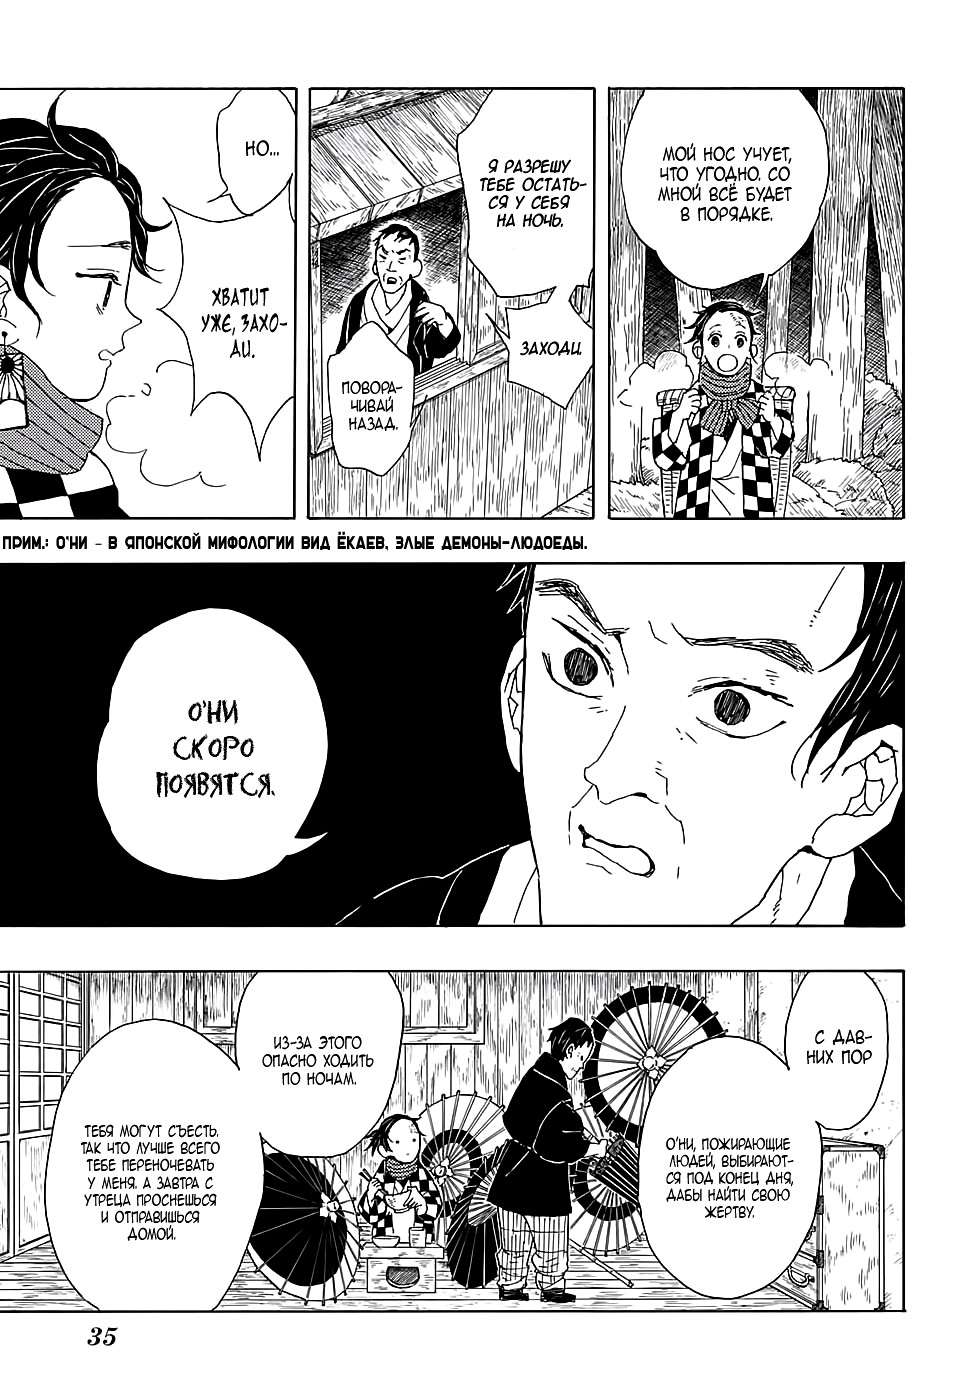 МОЙ НОС УЧУЕТ,
ЧТО УГОДНО. СО
МНОЙ ВСЁ БУДЕТ
В ПОРЯДКЕ.
Я РАЗРЕШУ
ТЕБЕ ОСТАТЬ-
СЯ У СЕБЯ
НА НОЧЬ.
ЗАХОДИ.
ПОВОРА-
ЧИВАЙ
НАЗАД.
НО...
ХВАТИТ
УЖЕ, ЗАХО-
ДИ.
ПРИМ.: О'НИ – В ЯПОНСКОЙ МИФОЛОГИИ ВИД ЁКАЕВ, ЗЛЫЕ ДЕМОНЫ-ЛЮДОЕДЫ.
О'НИ
СКОРО
ПОЯВЯТСЯ.
С ДАВ-
НИХ ПОР
О'НИ, ПОЖИРАЮЩИЕ
ЛЮДЕЙ, ВЫБИРАЮТ-
СЯ ПОД КОНЕЦ ДНЯ,
ДАБЫ НАЙТИ СВОЮ
ЖЕРТВУ.
ИЗ-ЗА ЭТОГО
ОПАСНО ХОДИТЬ
ПО НОЧАМ.
ТЕБЯ МОГУТ СЪЕСТЬ.
ТАК ЧТО ЛУЧШЕ ВСЕГО
ТЕБЕ ПЕРЕНОЧЕВАТЬ
У МЕНЯ. А ЗАВТРА С
УТРЕЦА ПРОСНЕШЬСЯ
И ОТПРАВИШЬСЯ
ДОМОЙ.
35